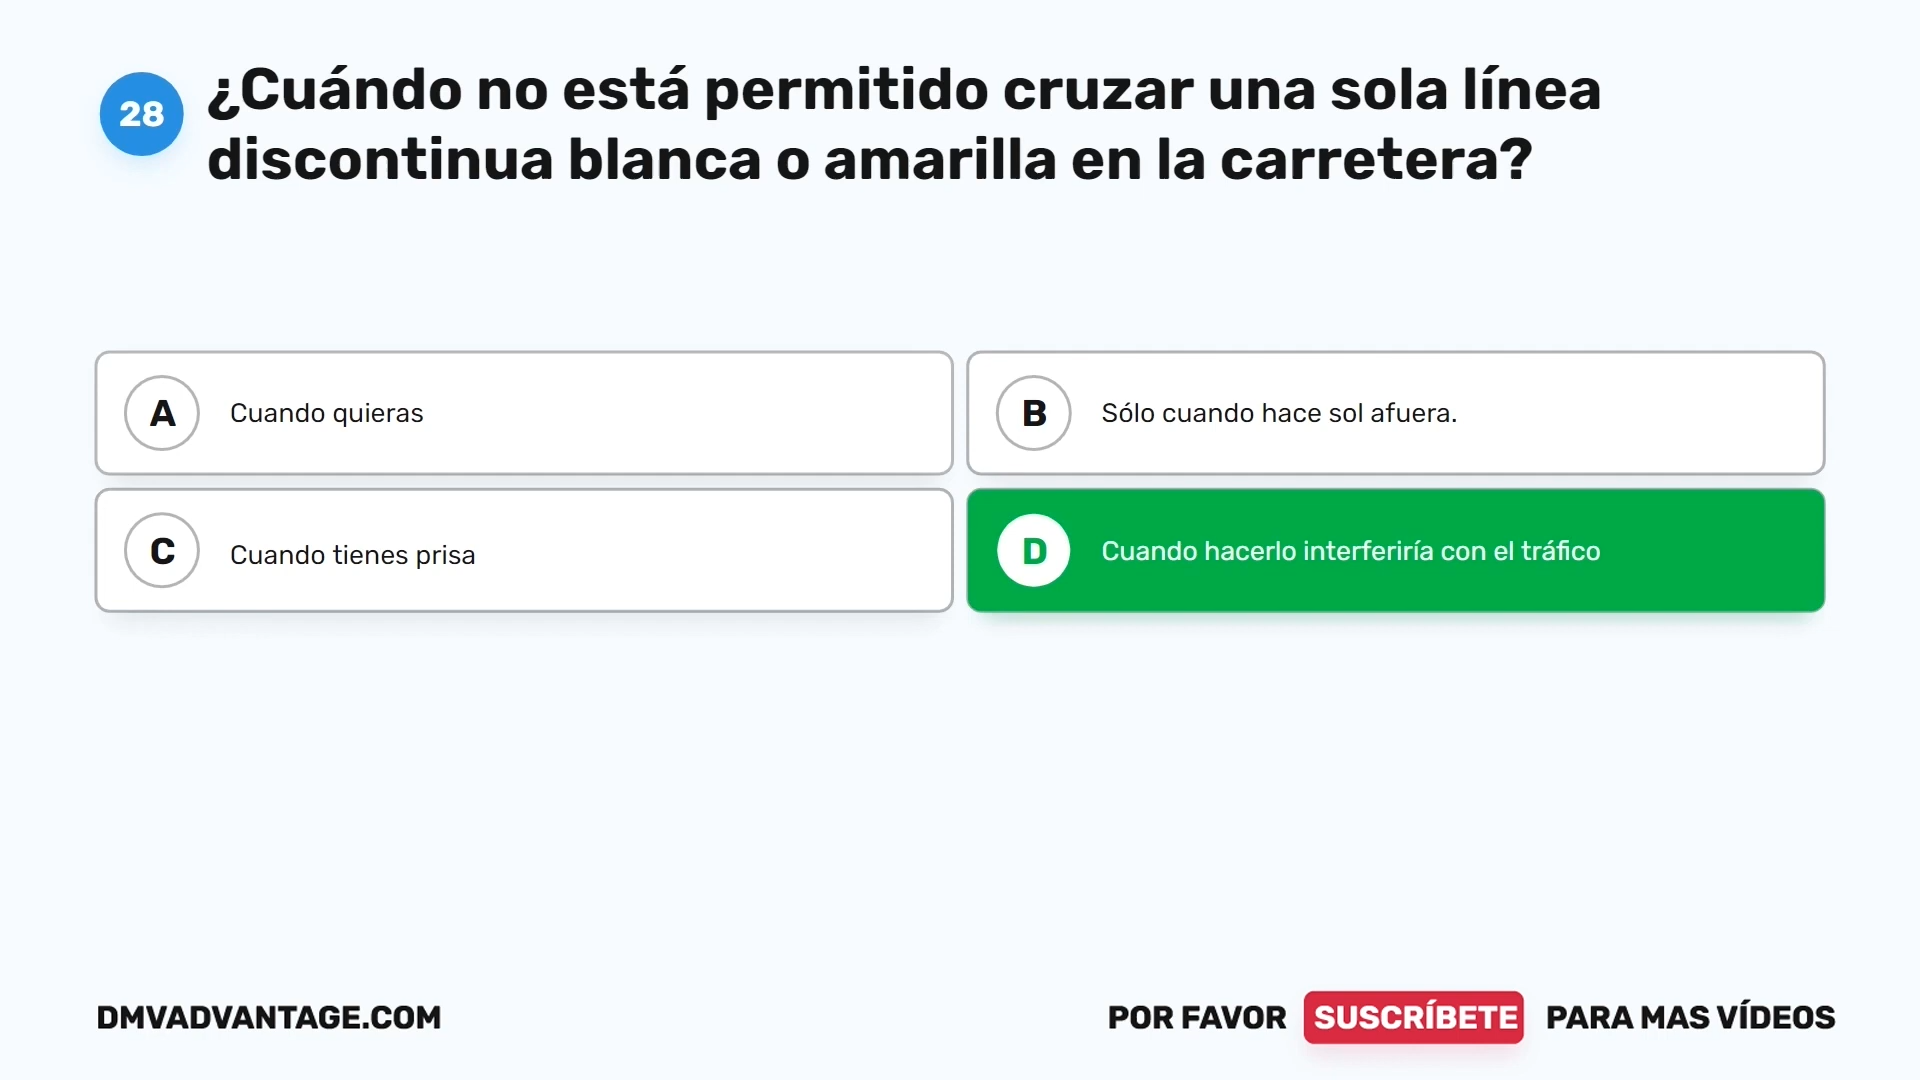 28
¿Cuándo no está permitido cruzar una sola línea
discontinua blanca o amarilla en la carretera?
A Cuando quieras
B Sólo cuando hace sol afuera.
C Cuando tienes prisa
D Cuando hacerlo interferiría con el tráfico
DMVADVANTAGE.COM
POR FAVOR SUSCRÍBETE PARA MAS VÍDEOS